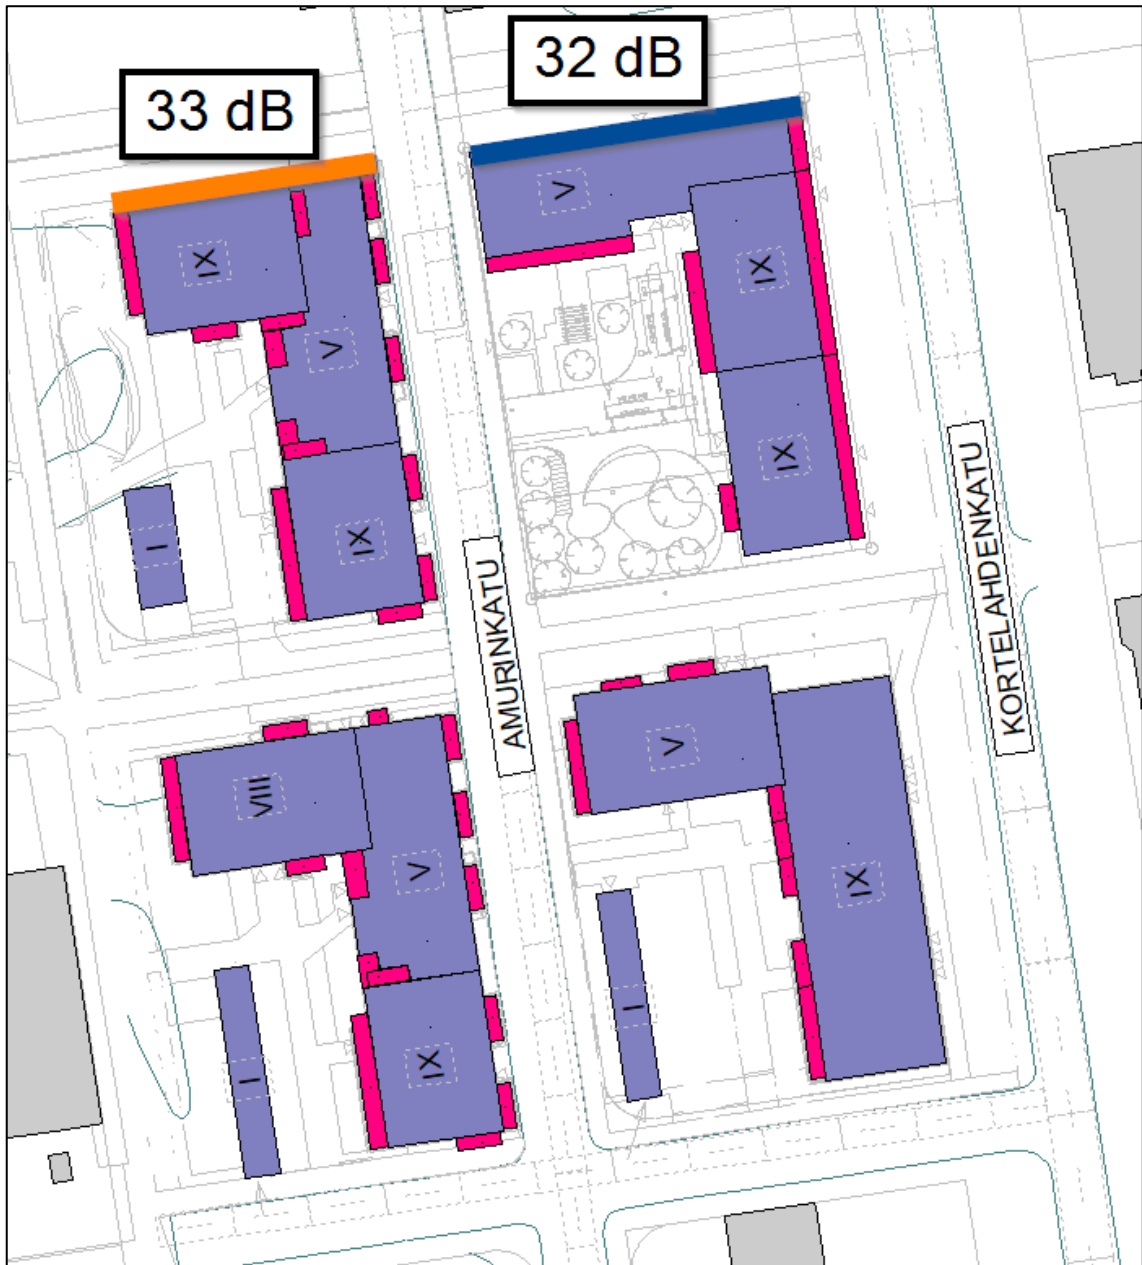 32 dB
33 dB
V
IX
IX
V
IX
IX
I
AMURINKATU
KORTELAHDENKATU
V
VIII
V
IX
I
IX
I